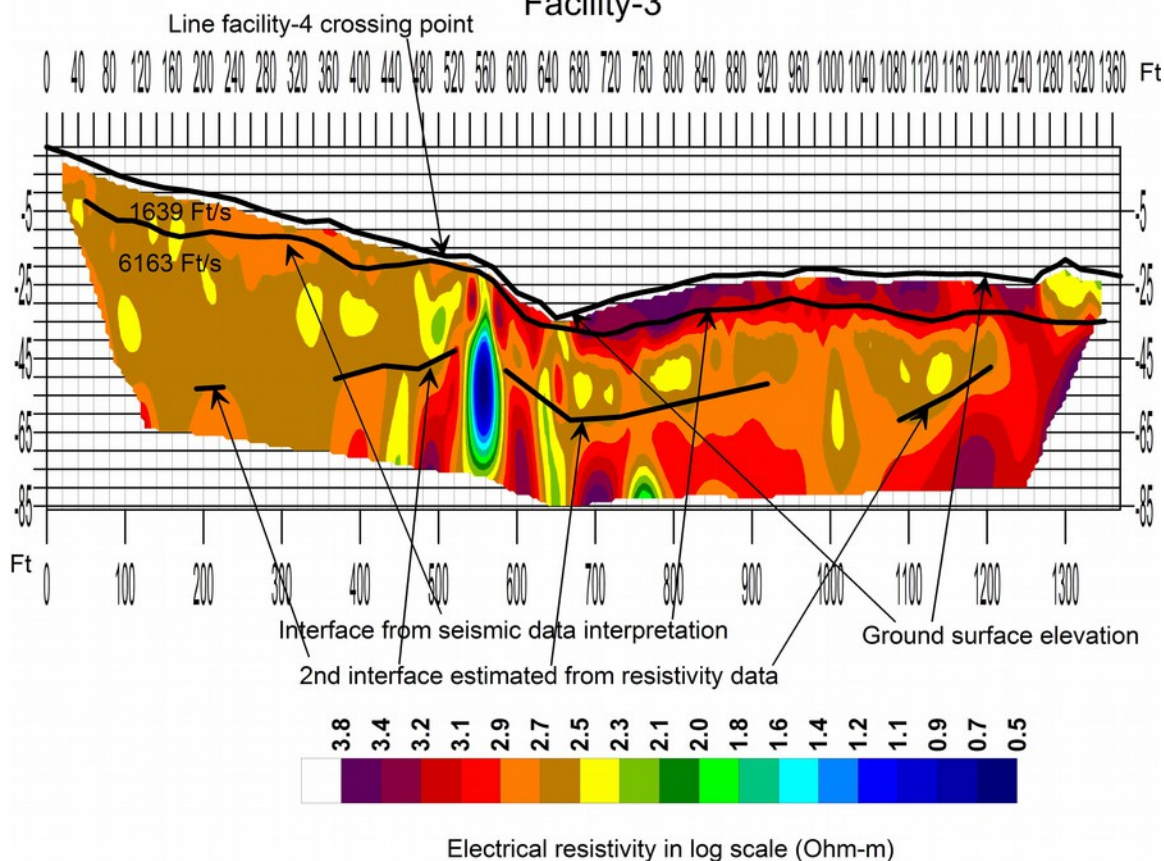 Facility-3
Line facility-4 crossing point
0 40 80 120 160 200 240 280 320 360 400 440 480 520 560 600 640 680 720 760 800 840 880 920 960 1000 1040 1080 1120 1160 1200 1240 1280 1320 1360 Ft
1639 Ft/s
-5 -5
6163 Ft/s
-25 -25
-45 -45
-65 -65
-85 -85
Ft
0 100 200 300 400 500 600 700 800 900 1000 1100 1200 1300
Interface from seismic data interpretation
Ground surface elevation
2nd interface estimated from resistivity data
3.8 3.4 3.2 3.1 2.9 2.7 2.5 2.3 2.1 2.0 1.8 1.6 1.4 1.2 1.1 0.9 0.7 0.5
Electrical resistivity in log scale (Ohm-m)